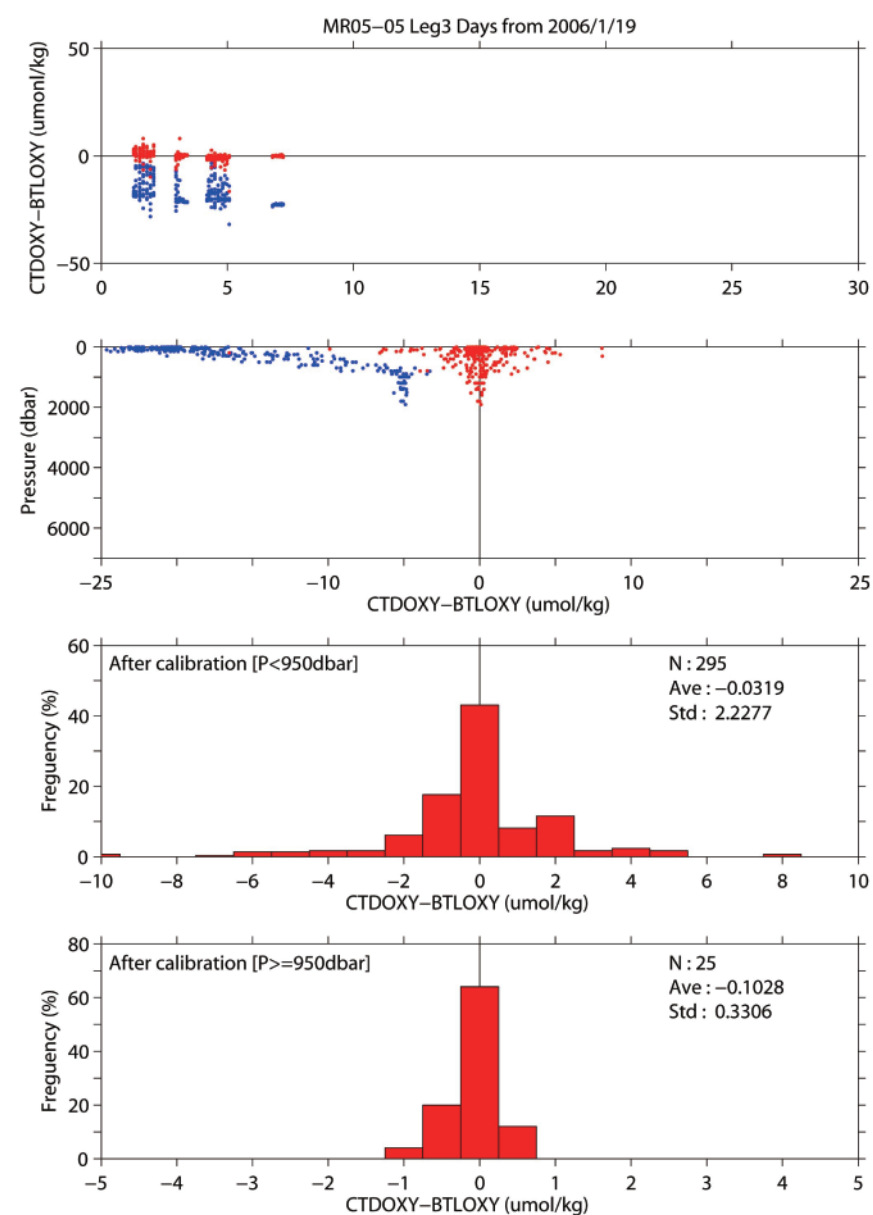 MR05−05 Leg3 Days from 2006/1/19
CTDOXY−BTLOXY (umonl/kg)
50
0
−50
0 5 10 15 20 25 30
Pressure (dbar)
0
2000
4000
6000
−25 −10 0 10 25
CTDOXY−BTLOXY (umol/kg)
After calibration [P<950dbar]
N : 295
Ave : −0.0319
Std : 2.2277
Freguency (%)
60
40
20
0
−10 −8 −6 −4 −2 0 2 4 6 8 10
CTDOXY−BTLOXY (umol/kg)
After calibration [P>=950dbar]
N : 25
Ave : −0.1028
Std : 0.3306
Freguency (%)
80
60
40
20
0
−5 −4 −3 −2 −1 0 1 2 3 4 5
CTDOXY−BTLOXY (umol/kg)